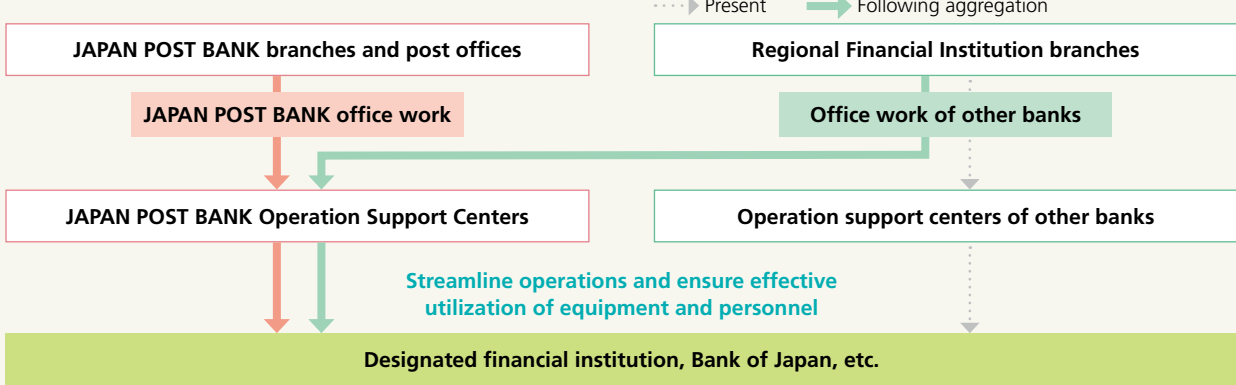 Present
Following aggregation
JAPAN POST BANK branches and post offices
Regional Financial Institution branches
JAPAN POST BANK office work
Office work of other banks
JAPAN POST BANK Operation Support Centers
Operation support centers of other banks
Streamline operations and ensure effective
utilization of equipment and personnel
Designated financial institution, Bank of Japan, etc.